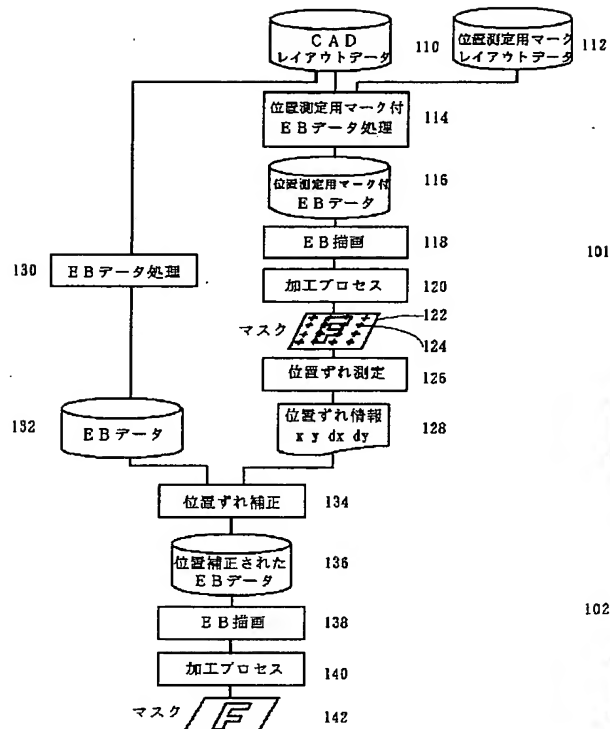 CAD
レイアウトデータ
110
位置測定用マーク
レイアウトデータ
112
位置測定用マーク付
EBデータ処理
114
位置測定用マーク付
EBデータ
116
EB描画
118
101
130
EBデータ処理
加工プロセス
120
マスク
F
122
124
位置ずれ測定
126
132
EBデータ
位置ずれ情報
x y dx dy
128
位置ずれ補正
134
位置補正された
EBデータ
136
EB描画
138
102
加工プロセス
140
マスク
F
142